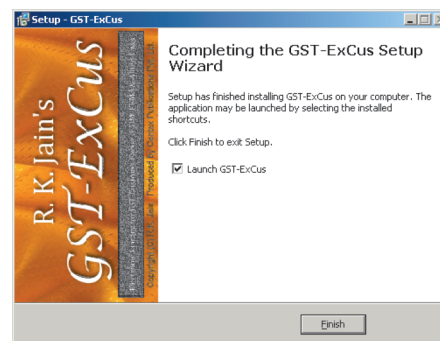 Setup - GST-ExCus
R. K. Jain's
GST-ExCus
Completing the GST-ExCus Setup
Wizard
Setup has finished installing GST-ExCus on your computer. The
application may be launched by selecting the installed
shortcuts.
Click Finish to exit Setup.
Launch GST-ExCus
Finish